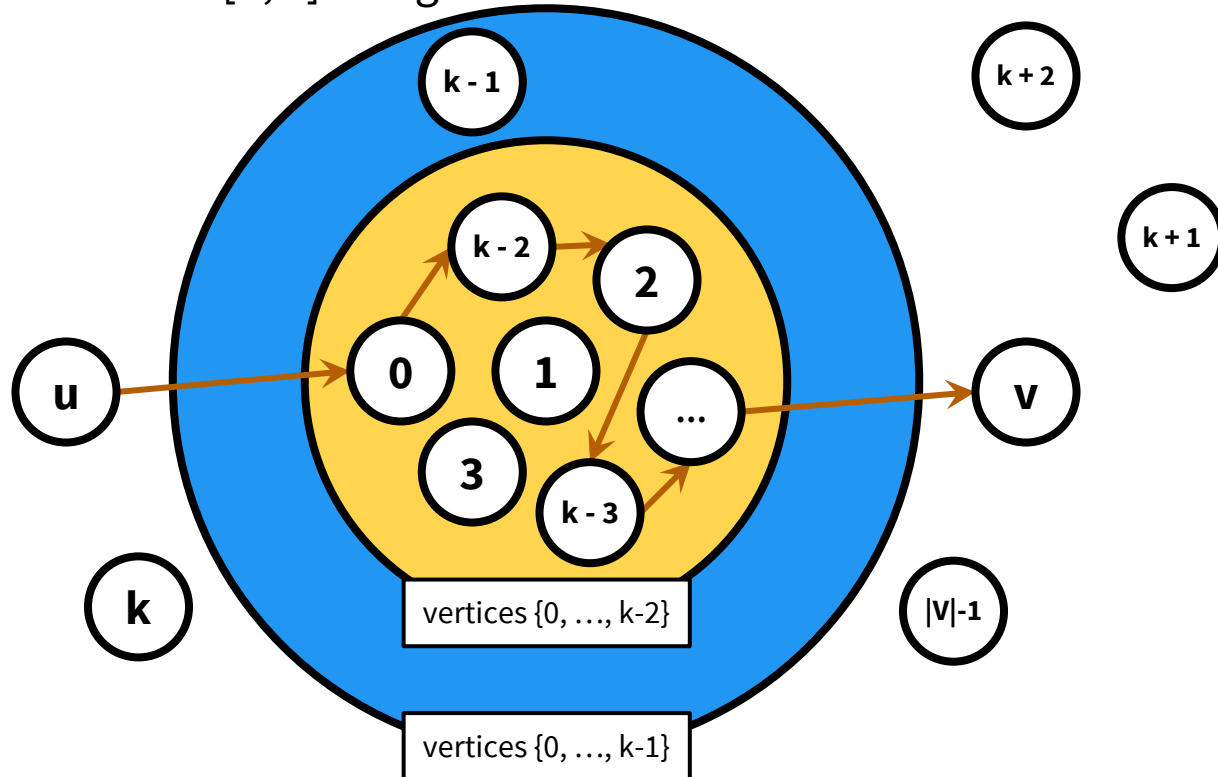 k - 1
k + 2
k + 1
k - 2
2
0
1
u
v
...
3
k - 3
k
vertices {0, …, k-2}
|V|-1
vertices {0, …, k-1}